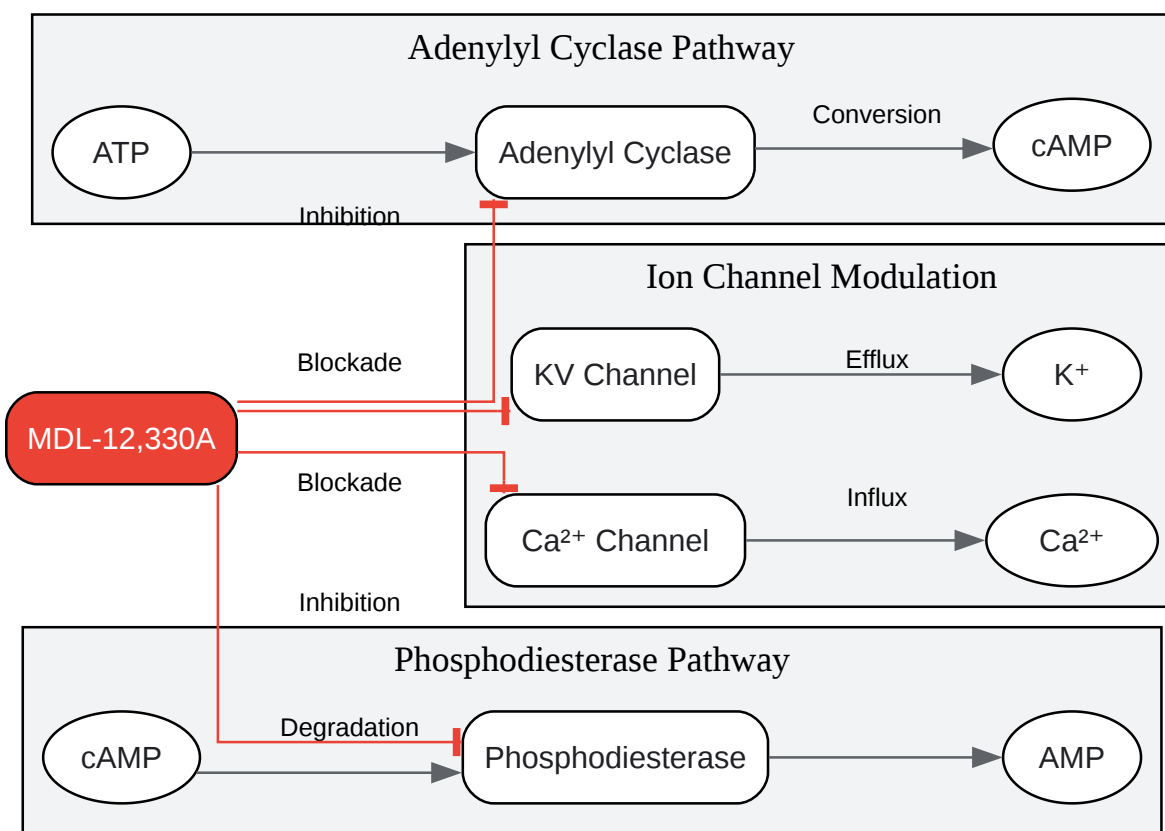 Adenylyl Cyclase Pathway
ATP
Adenylyl Cyclase
Conversion
cAMP
Inhibition
Ion Channel Modulation
Blockade
KV Channel
Efflux
K⁺
MDL-12,330A
Blockade
Ca²⁺ Channel
Influx
Ca²⁺
Inhibition
Phosphodiesterase Pathway
cAMP
Degradation
Phosphodiesterase
AMP